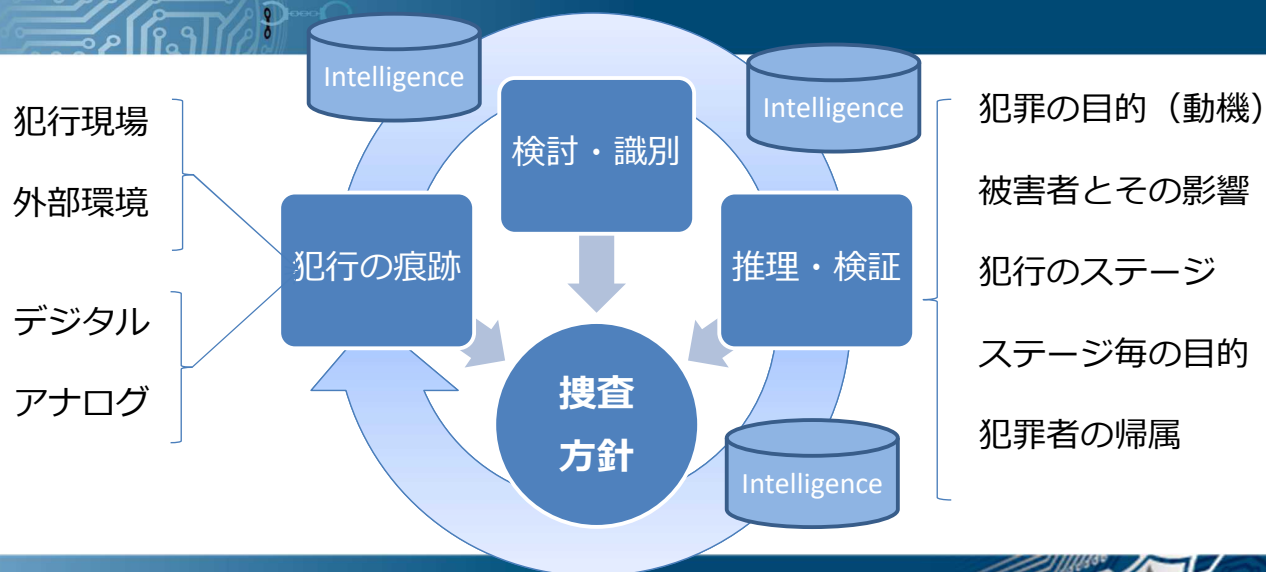 犯行現場
外部環境
デジタル
アナログ
Intelligence
犯行の痕跡
検討・識別
捜査
方針
Intelligence
推理・検証
Intelligence
犯罪の目的（動機）
被害者とその影響
犯行のステージ
ステージ毎の目的
犯罪者の帰属